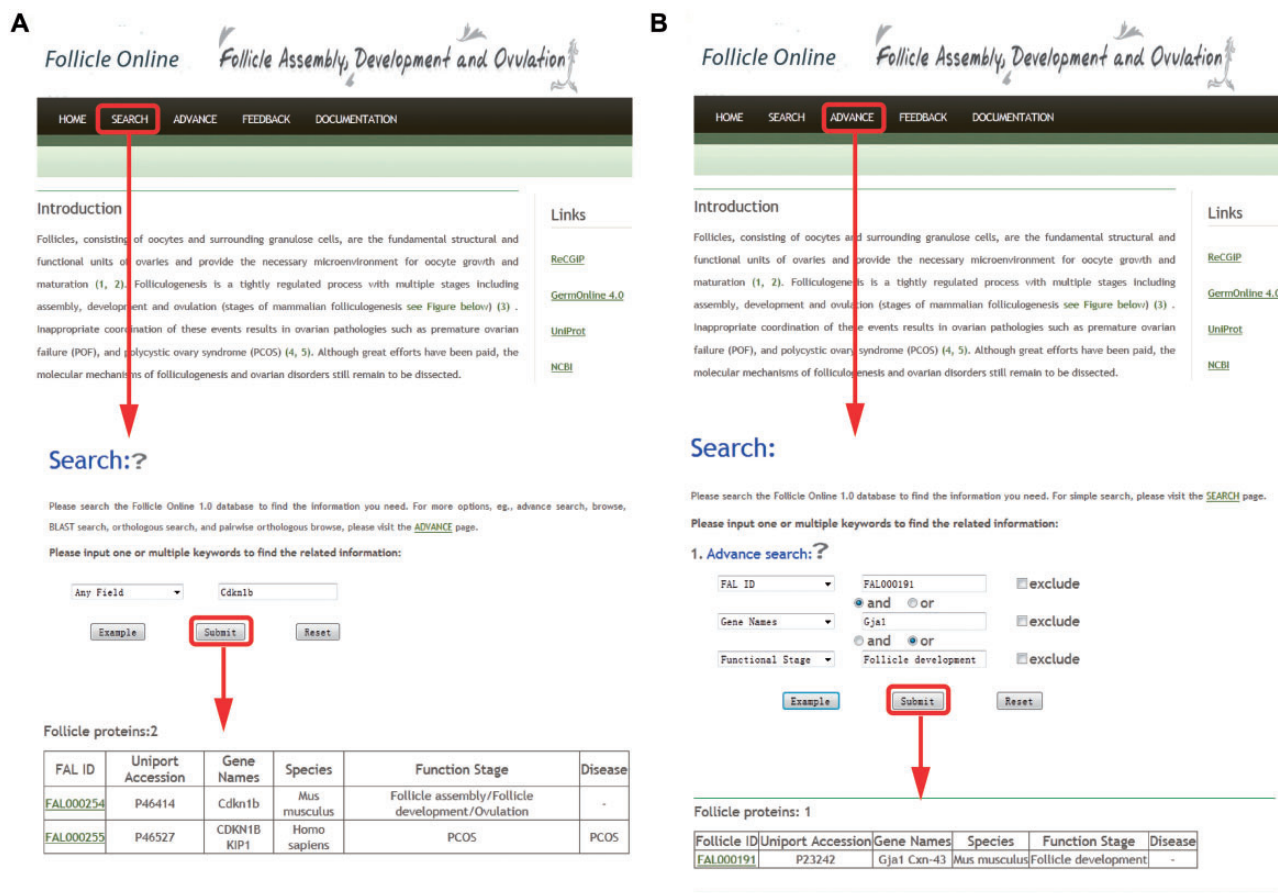 A
Follicle Online
Follicle Assembly, Development and Ovulation
HOME SEARCH ADVANCE FEEDBACK DOCUMENTATION
Introduction
Follicles, consisting of oocytes and surrounding granulose cells, are the fundamental structural and
functional units of ovaries and provide the necessary microenvironment for oocyte growth and
maturation (1, 2). Folliculogenesis is a tightly regulated process with multiple stages including
assembly, development and ovulation (stages of mammalian folliculogenesis see Figure below) (3) .
Inappropriate coordination of these events results in ovarian pathologies such as premature ovarian
failure (POF), and polycystic ovary syndrome (PCOS) (4, 5). Although great efforts have been paid, the
molecular mechanisms of folliculogenesis and ovarian disorders still remain to be dissected.
Links
ReCGiP
GermOnline 4.0
UniProt
NCBI
Search:?
Please search the Follicle Online 1.0 database to find the information you need. For more options, eg., advance search, browse,
BLAST search, orthologous search, and pairwise orthologous browse, please visit the ADVANCE page.
Please input one or multiple keywords to find the related information:
Any Field Cdkn1b
Example Submit Reset
Follicle proteins:2
FAL ID Uniport Accession Gene Names Species Function Stage Disease
FAL000254 P46414 Cdkn1b Mus musculus Follicle assembly/Follicle development/Ovulation -
FAL000255 P46527 CDKN1B KIP1 Homo sapiens PCOS PCOS
B
Follicle Online
Follicle Assembly, Development and Ovulation
HOME SEARCH ADVANCE FEEDBACK DOCUMENTATION
Introduction
Follicles, consisting of oocytes and surrounding granulose cells, are the fundamental structural and
functional units of ovaries and provide the necessary microenvironment for oocyte growth and
maturation (1, 2). Folliculogenesis is a tightly regulated process with multiple stages including
assembly, development and ovulation (stages of mammalian folliculogenesis see Figure below) (3) .
Inappropriate coordination of these events results in ovarian pathologies such as premature ovarian
failure (POF), and polycystic ovary syndrome (PCOS) (4, 5). Although great efforts have been paid, the
molecular mechanisms of folliculogenesis and ovarian disorders still remain to be dissected.
Links
ReCGiP
GermOnline 4.0
UniProt
NCBI
Search:
Please search the Follicle Online 1.0 database to find the information you need. For simple search, please visit the SEARCH page.
Please input one or multiple keywords to find the related information:
1. Advance search:?
FAL ID FAL000191 exclude
and or
Gene Names Gja1 exclude
and or
Functional Stage Follicle development exclude
Example Submit Reset
Follicle proteins: 1
Follicle ID Uniport Accession Gene Names Species Function Stage Disease
FAL000191 P23242 Gja1 Cxn-43 Mus musculus Follicle development -